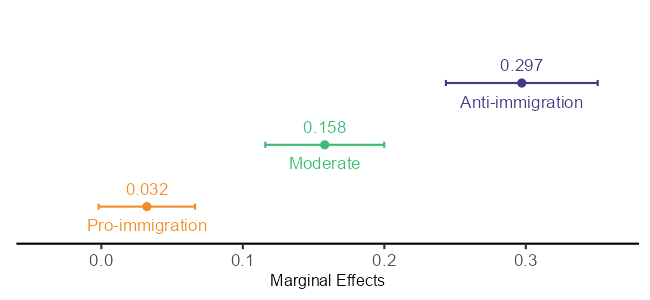 0.297
Anti-immigration
0.158
Moderate
0.032
Pro-immigration
0.0 0.1 0.2 0.3
Marginal Effects